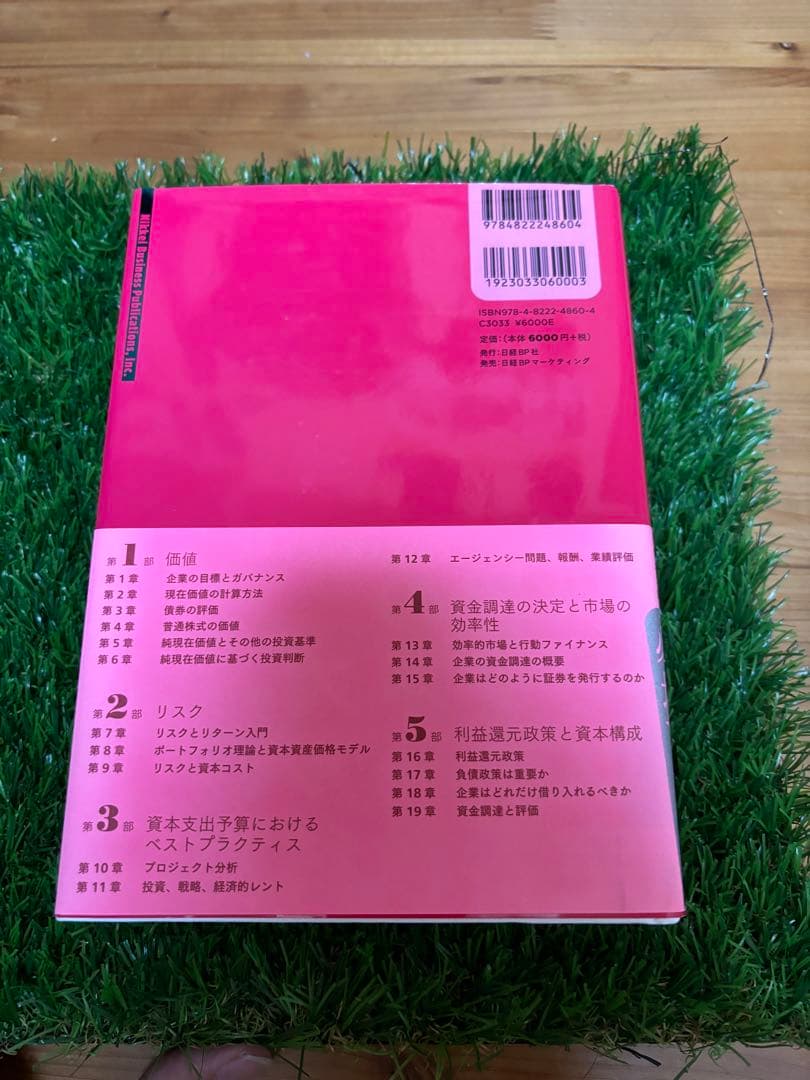 Nikkei Business Publications, Inc.
9784822248604
1923033060003
ISBN978-4-8222-4860-4
C3033 ¥6000E
定価:(本体6000円+税)
発行:日経BP社
発売:日経BPマーケティング
第1部 価値
第1章 企業の目標とガバナンス
第2章 現在価値の計算方法
第3章 債券の評価
第4章 普通株式の価値
第5章 純現在価値とその他の投資基準
第6章 純現在価値に基づく投資判断
第2部 リスク
第7章 リスクとリターン入門
第8章 ポートフォリオ理論と資本資産価格モデル
第9章 リスクと資本コスト
第3部 資本支出予算における
ベストプラクティス
第10章 プロジェクト分析
第11章 投資、戦略、経済的レント
第12章 エージェンシー問題、報酬、業績評価
第4部 資金調達の決定と市場の
効率性
第13章 効率的市場と行動ファイナンス
第14章 企業の資金調達の概要
第15章 企業はどのように証券を発行するのか
第5部 利益還元政策と資本構成
第16章 利益還元政策
第17章 負債政策は重要か
第18章 企業はどれだけ借り入れるべきか
第19章 資金調達と評価